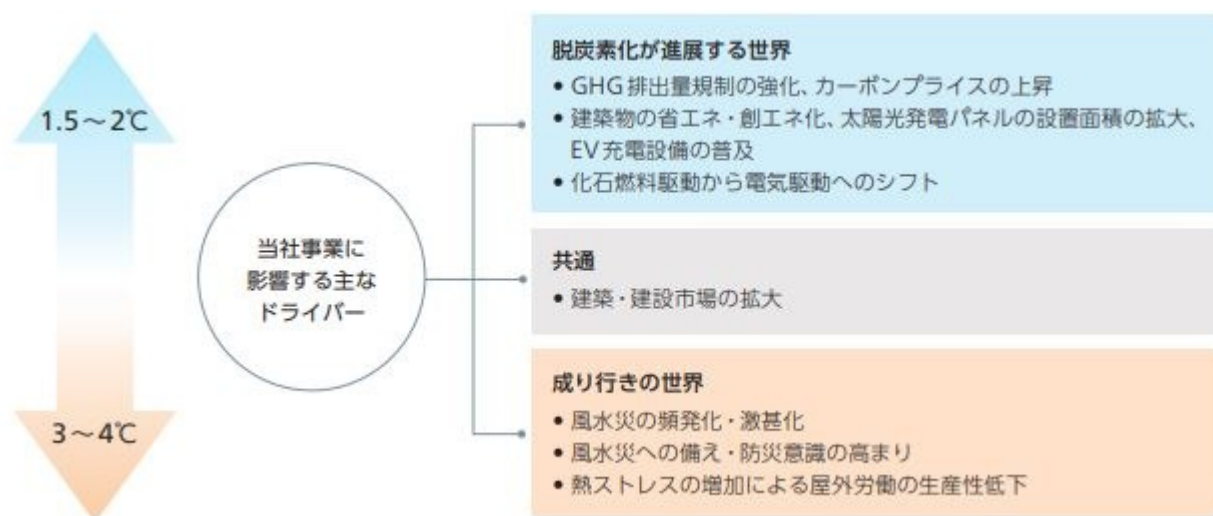 1.5～2℃
3～4℃
当社事業に
影響する主な
ドライバー
脱炭素化が進展する世界
• GHG排出量規制の強化、カーボンプライスの上昇
• 建築物の省エネ・創エネ化、太陽光発電パネルの設置面積の拡大、
EV充電設備の普及
• 化石燃料駆動から電気駆動へのシフト
共通
• 建築・建設市場の拡大
成り行きの世界
• 風水災の頻発化・激甚化
• 風水災への備え・防災意識の高まり
• 熱ストレスの増加による屋外労働の生産性低下